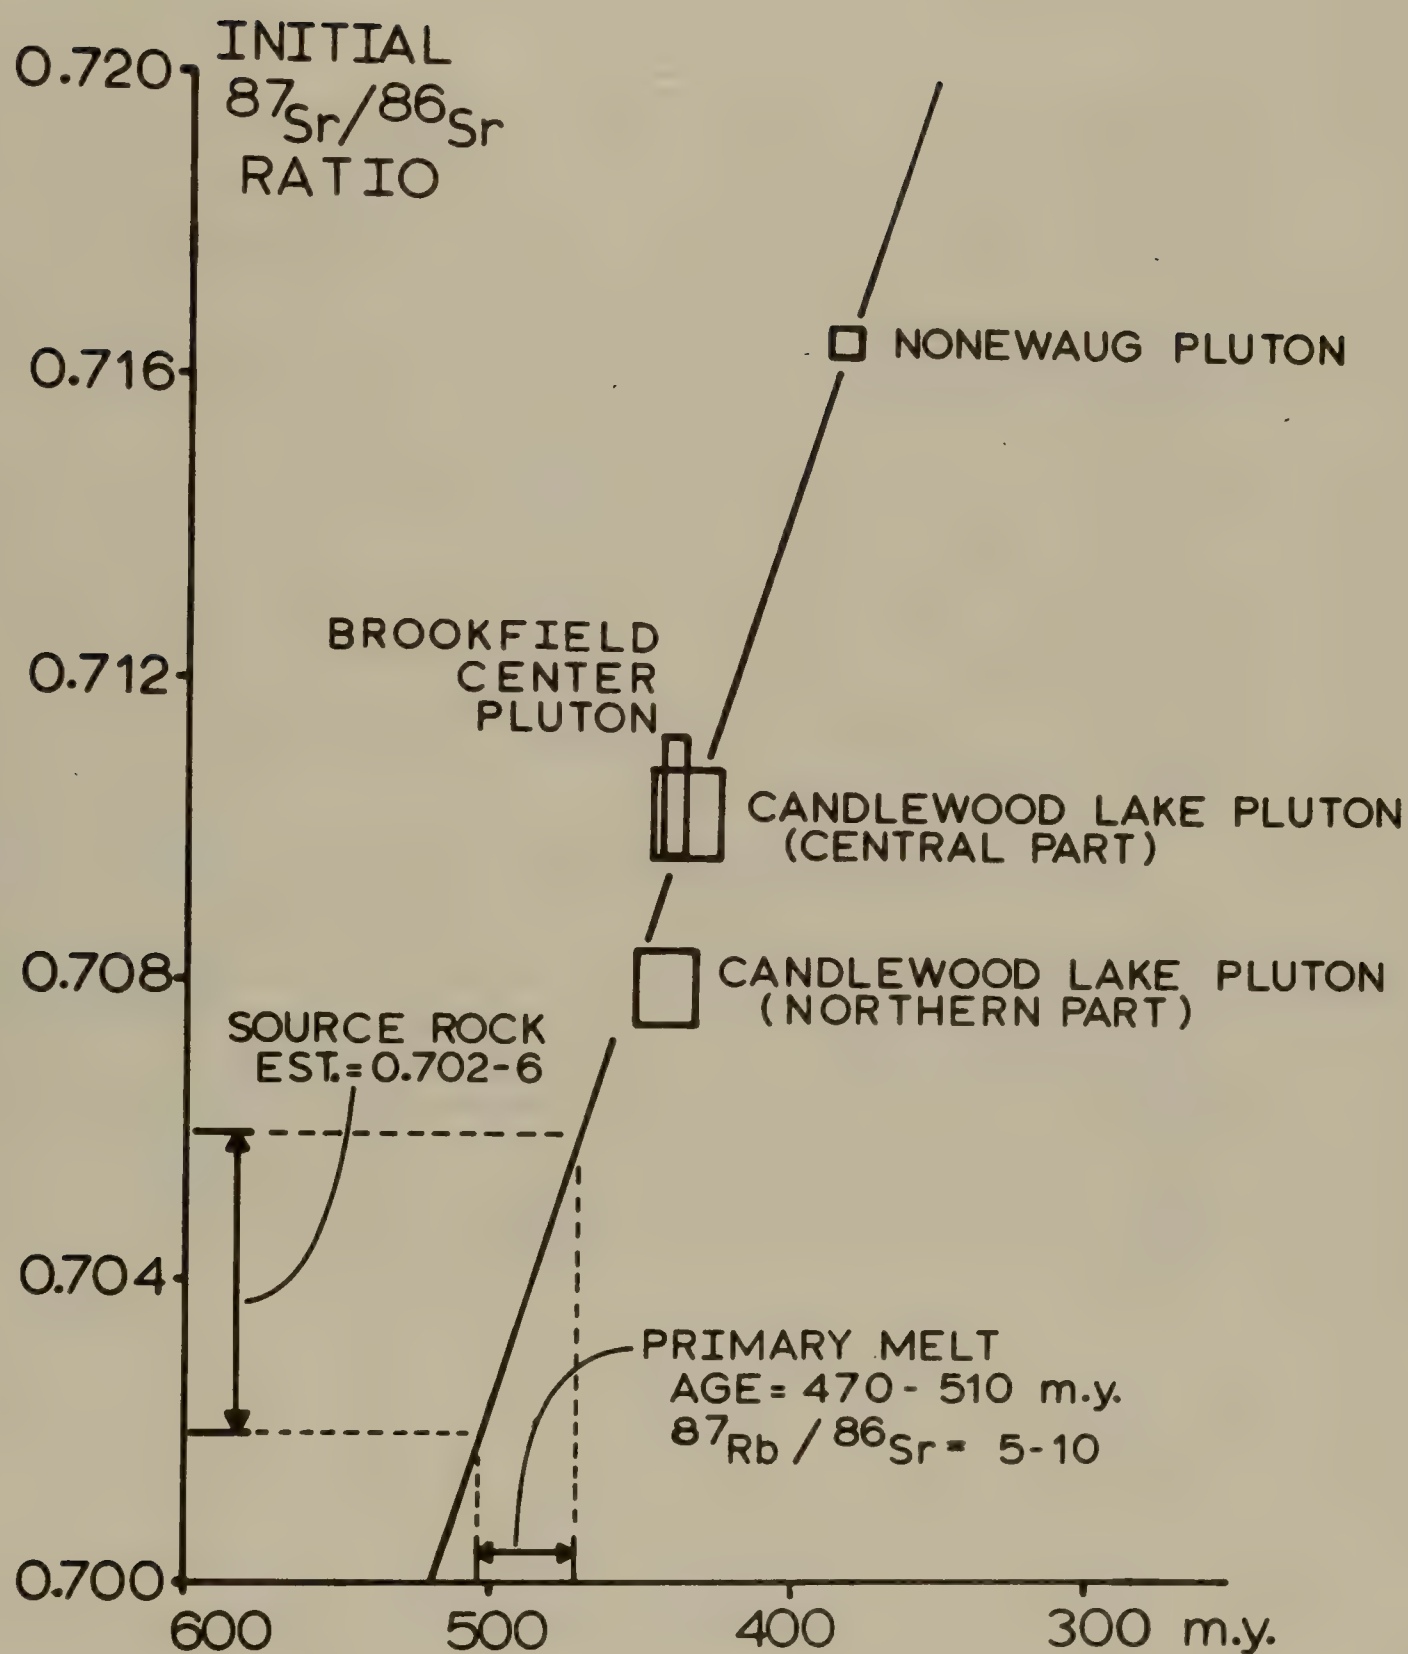 INITIAL
87Sr/86Sr
RATIO
0.720
0.716
0.712
0.708
0.704
0.700
NONEWAUG PLUTON
BROOKFIELD
CENTER
PLUTON
CANDLEWOOD LAKE PLUTON
(CENTRAL PART)
CANDLEWOOD LAKE PLUTON
(NORTHERN PART)
SOURCE ROCK
EST.=0.702-6
PRIMARY MELT
AGE= 470-510 m.y.
87Rb/86Sr= 5-10
600 500 400 300 m.y.